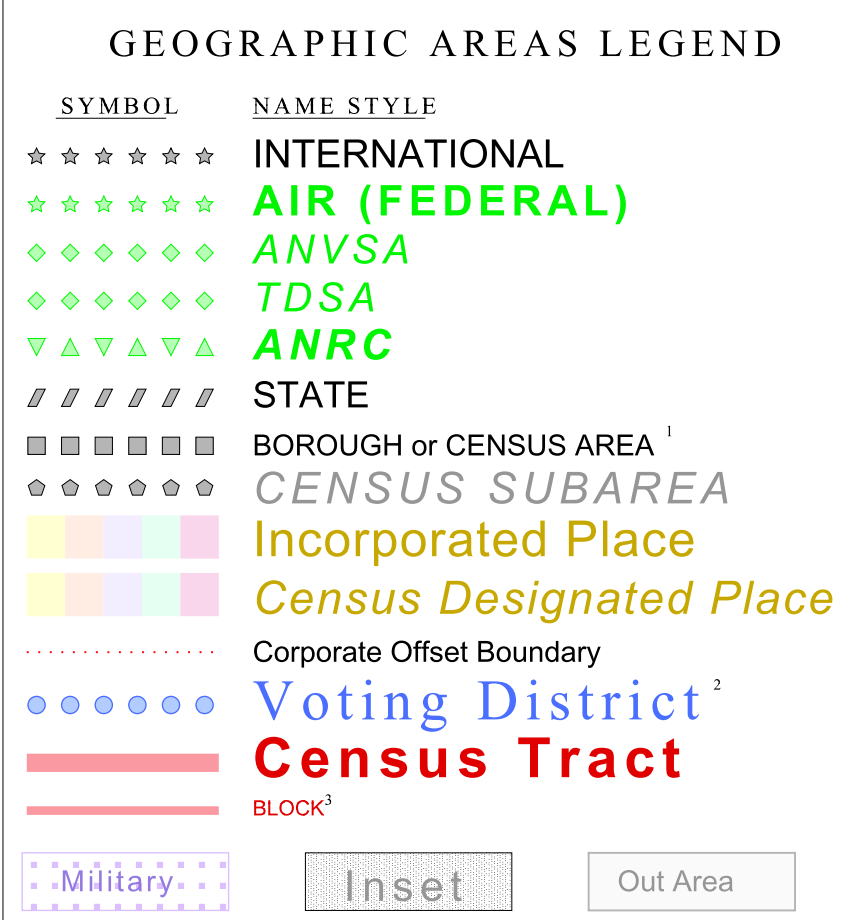 GEOGRAPHIC AREAS LEGEND
SYMBOL NAME STYLE
INTERNATIONAL
AIR (FEDERAL)
ANVSA
TDSA
ANRC
STATE
BOROUGH or CENSUS AREA 1
CENSUS SUBAREA
Incorporated Place
Census Designated Place
Corporate Offset Boundary
Voting District 2
Census Tract
BLOCK3
Military Inset Out Area